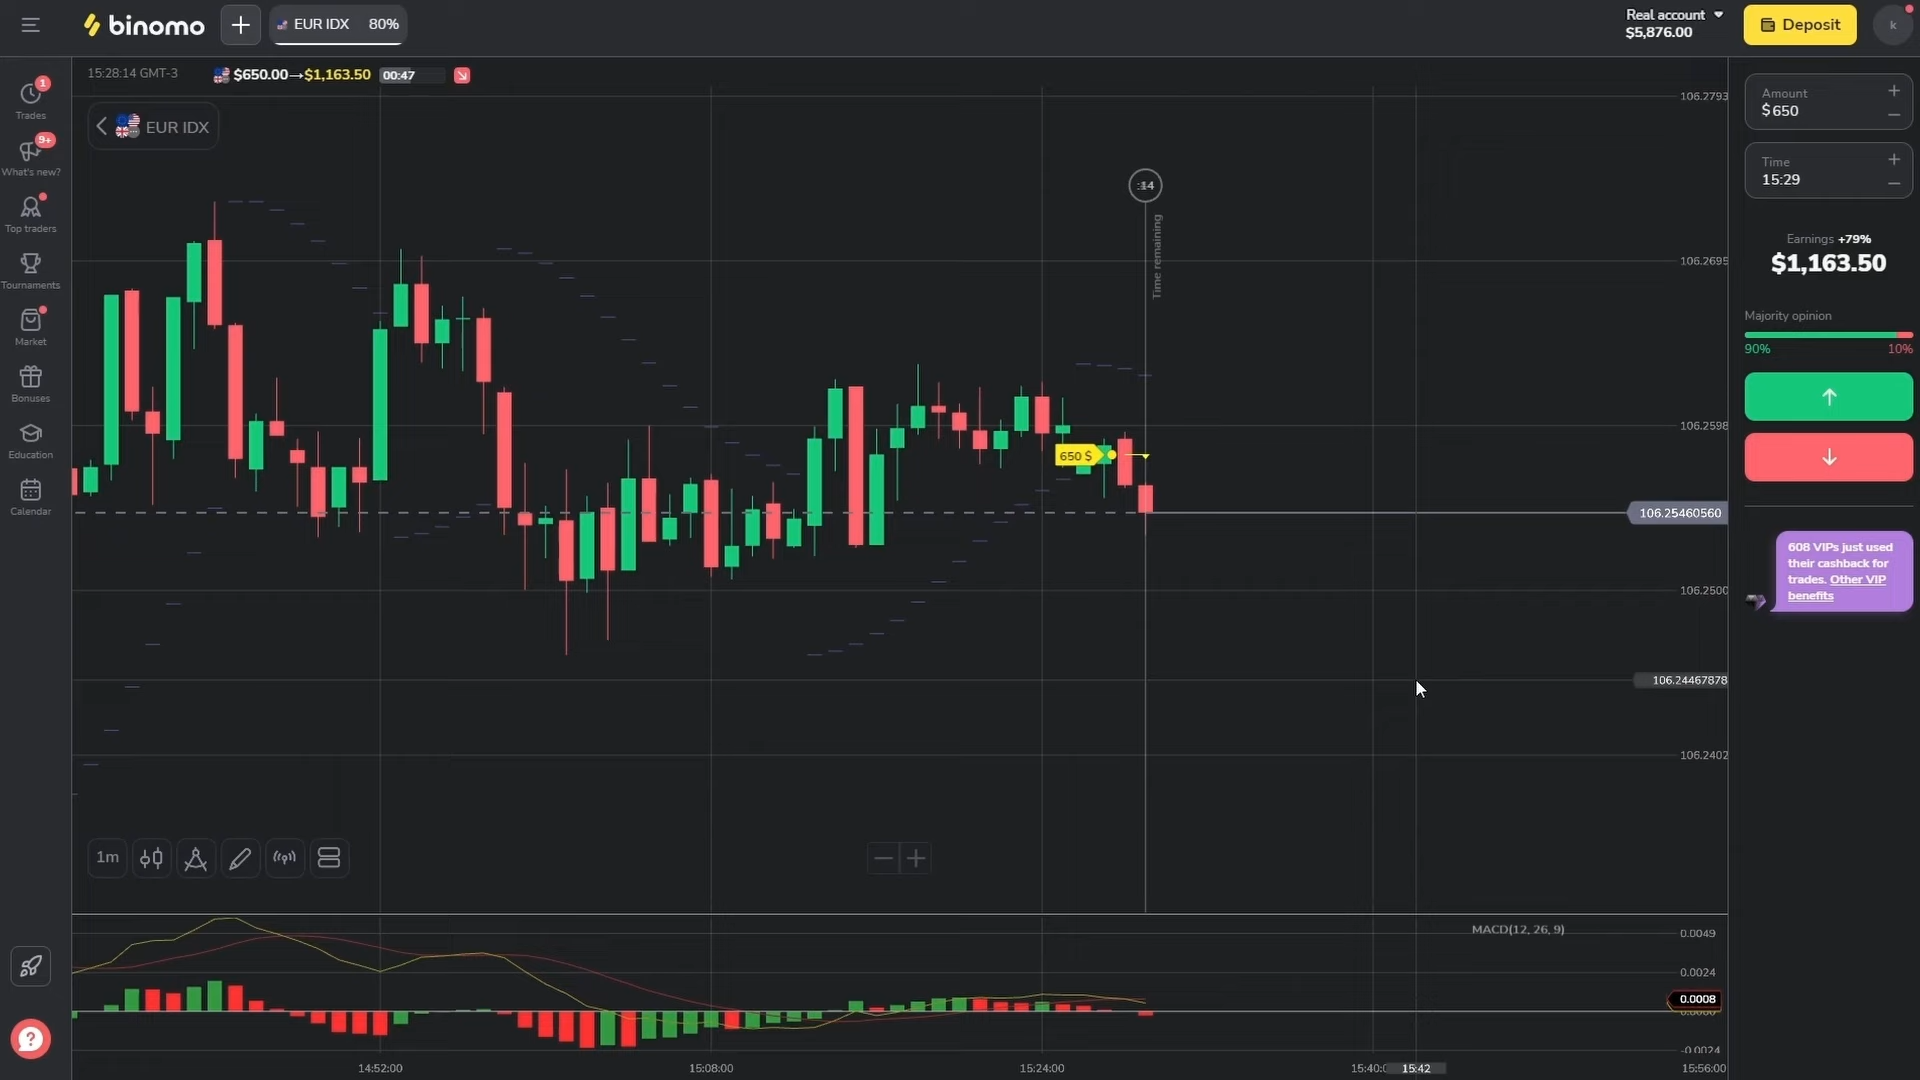 binomo
EUR IDX 80%
Real account
$5,876.00
Deposit
k
15:28:14 GMT-3
$650.00→$1,163.50 00:47
EUR IDX
1
Trades
9+
What's new?
Top traders
Tournaments
Market
Bonuses
Education
Calendar
:14
Time remaining
650 $
106.2793
106.2695
106.2598
106.25460560
106.2500
106.24467878
106.2402
Amount
$650
Time
15:29
Earnings +79%
$1,163.50
Majority opinion
90% 10%
608 VIPs just used
their cashback for
trades. Other VIP
benefits
1m
MACD(12, 26, 9)
0.0049
0.0024
0.0008
0.0000
-0.0024
14:52:00 15:08:00 15:24:00 15:40:0 15:42 15:56:00